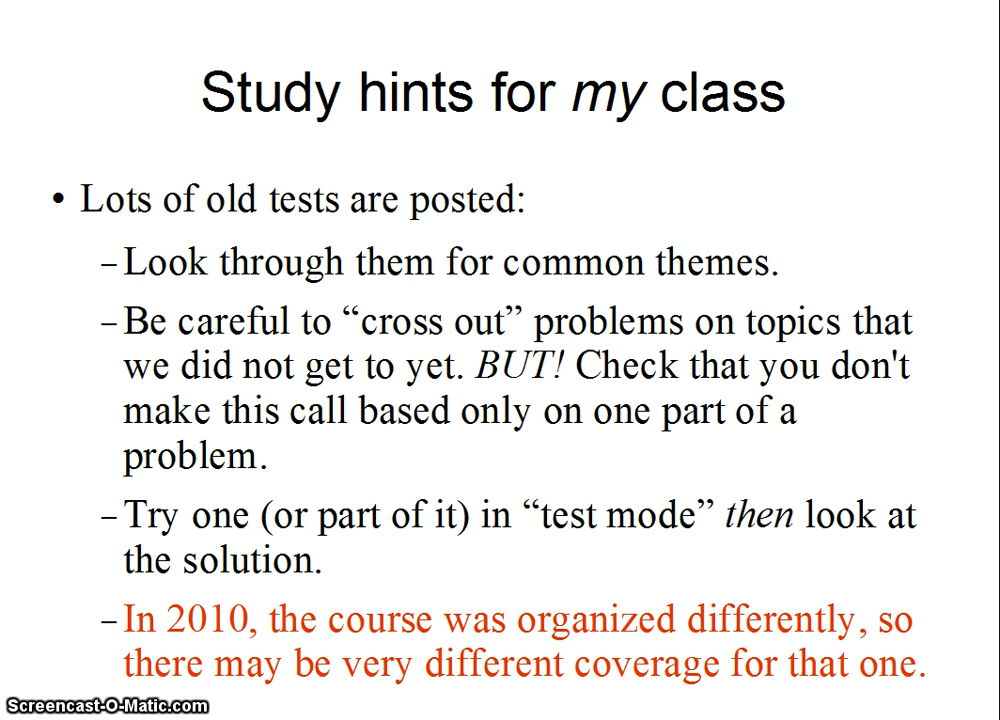 Study hints for my class
• Lots of old tests are posted:
–Look through them for common themes.
–Be careful to “cross out” problems on topics that
we did not get to yet. BUT! Check that you don't
make this call based only on one part of a
problem.
–Try one (or part of it) in “test mode” then look at
the solution.
–In 2010, the course was organized differently, so
there may be very different coverage for that one.
Screencast-O-Matic.com